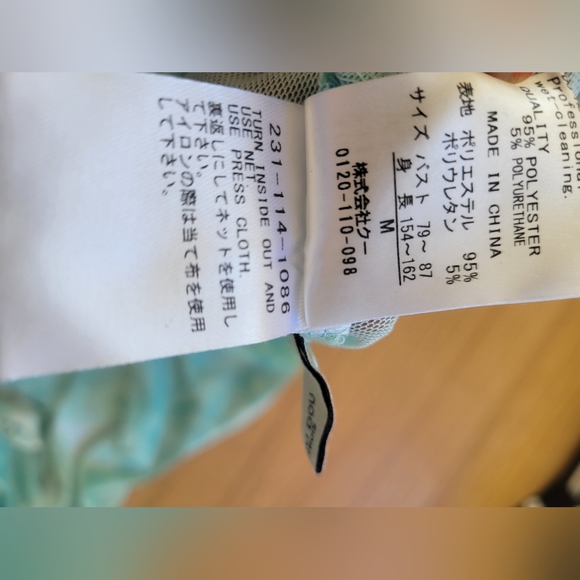 Professional
wet-cleaning.
QUALITY
95% POLYESTER
5% POLYURETHANE
MADE IN CHINA
表地 ポリエステル 95%
ポリウレタン 5%
サイズ バスト 79~ 87
身 長 154~162
M
株式会社クー
0120-110-098
231-114-1086
TURN INSIDE OUT AND
USE NET.
USE PRESS CLOTH.
裏返しにしてネットを使用し
て下さい。
アイロンの際は当て布を使用
して下さい。